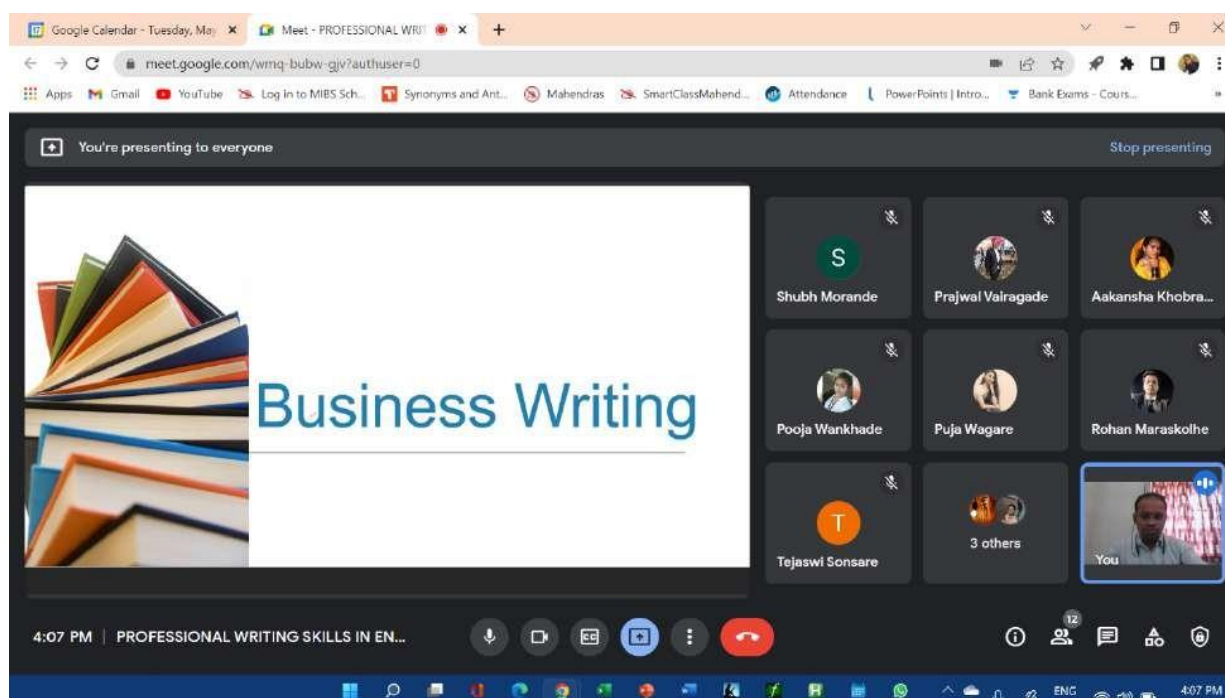 Google Calendar - Tuesday, May
Meet - PROFESSIONAL WRIT
meet.google.com/wmq-bubw-gjv?authuser=0
Apps Gmail YouTube Log in to MIBS Sch... Synonyms and Ant... Mahendras SmartClassMahend... Attendance PowerPoints | Intro... Bank Exams - Cours...
You're presenting to everyone
Stop presenting
Business Writing
S
Shubh Morande
Prajwal Vairagade
Aakansha Khobra...
Pooja Wankhade
Puja Wagare
Rohan Maraskolhe
T
Tejaswi Sonsare
3 others
You
4:07 PM | PROFESSIONAL WRITING SKILLS IN EN...
12
ENG
4:07 PM